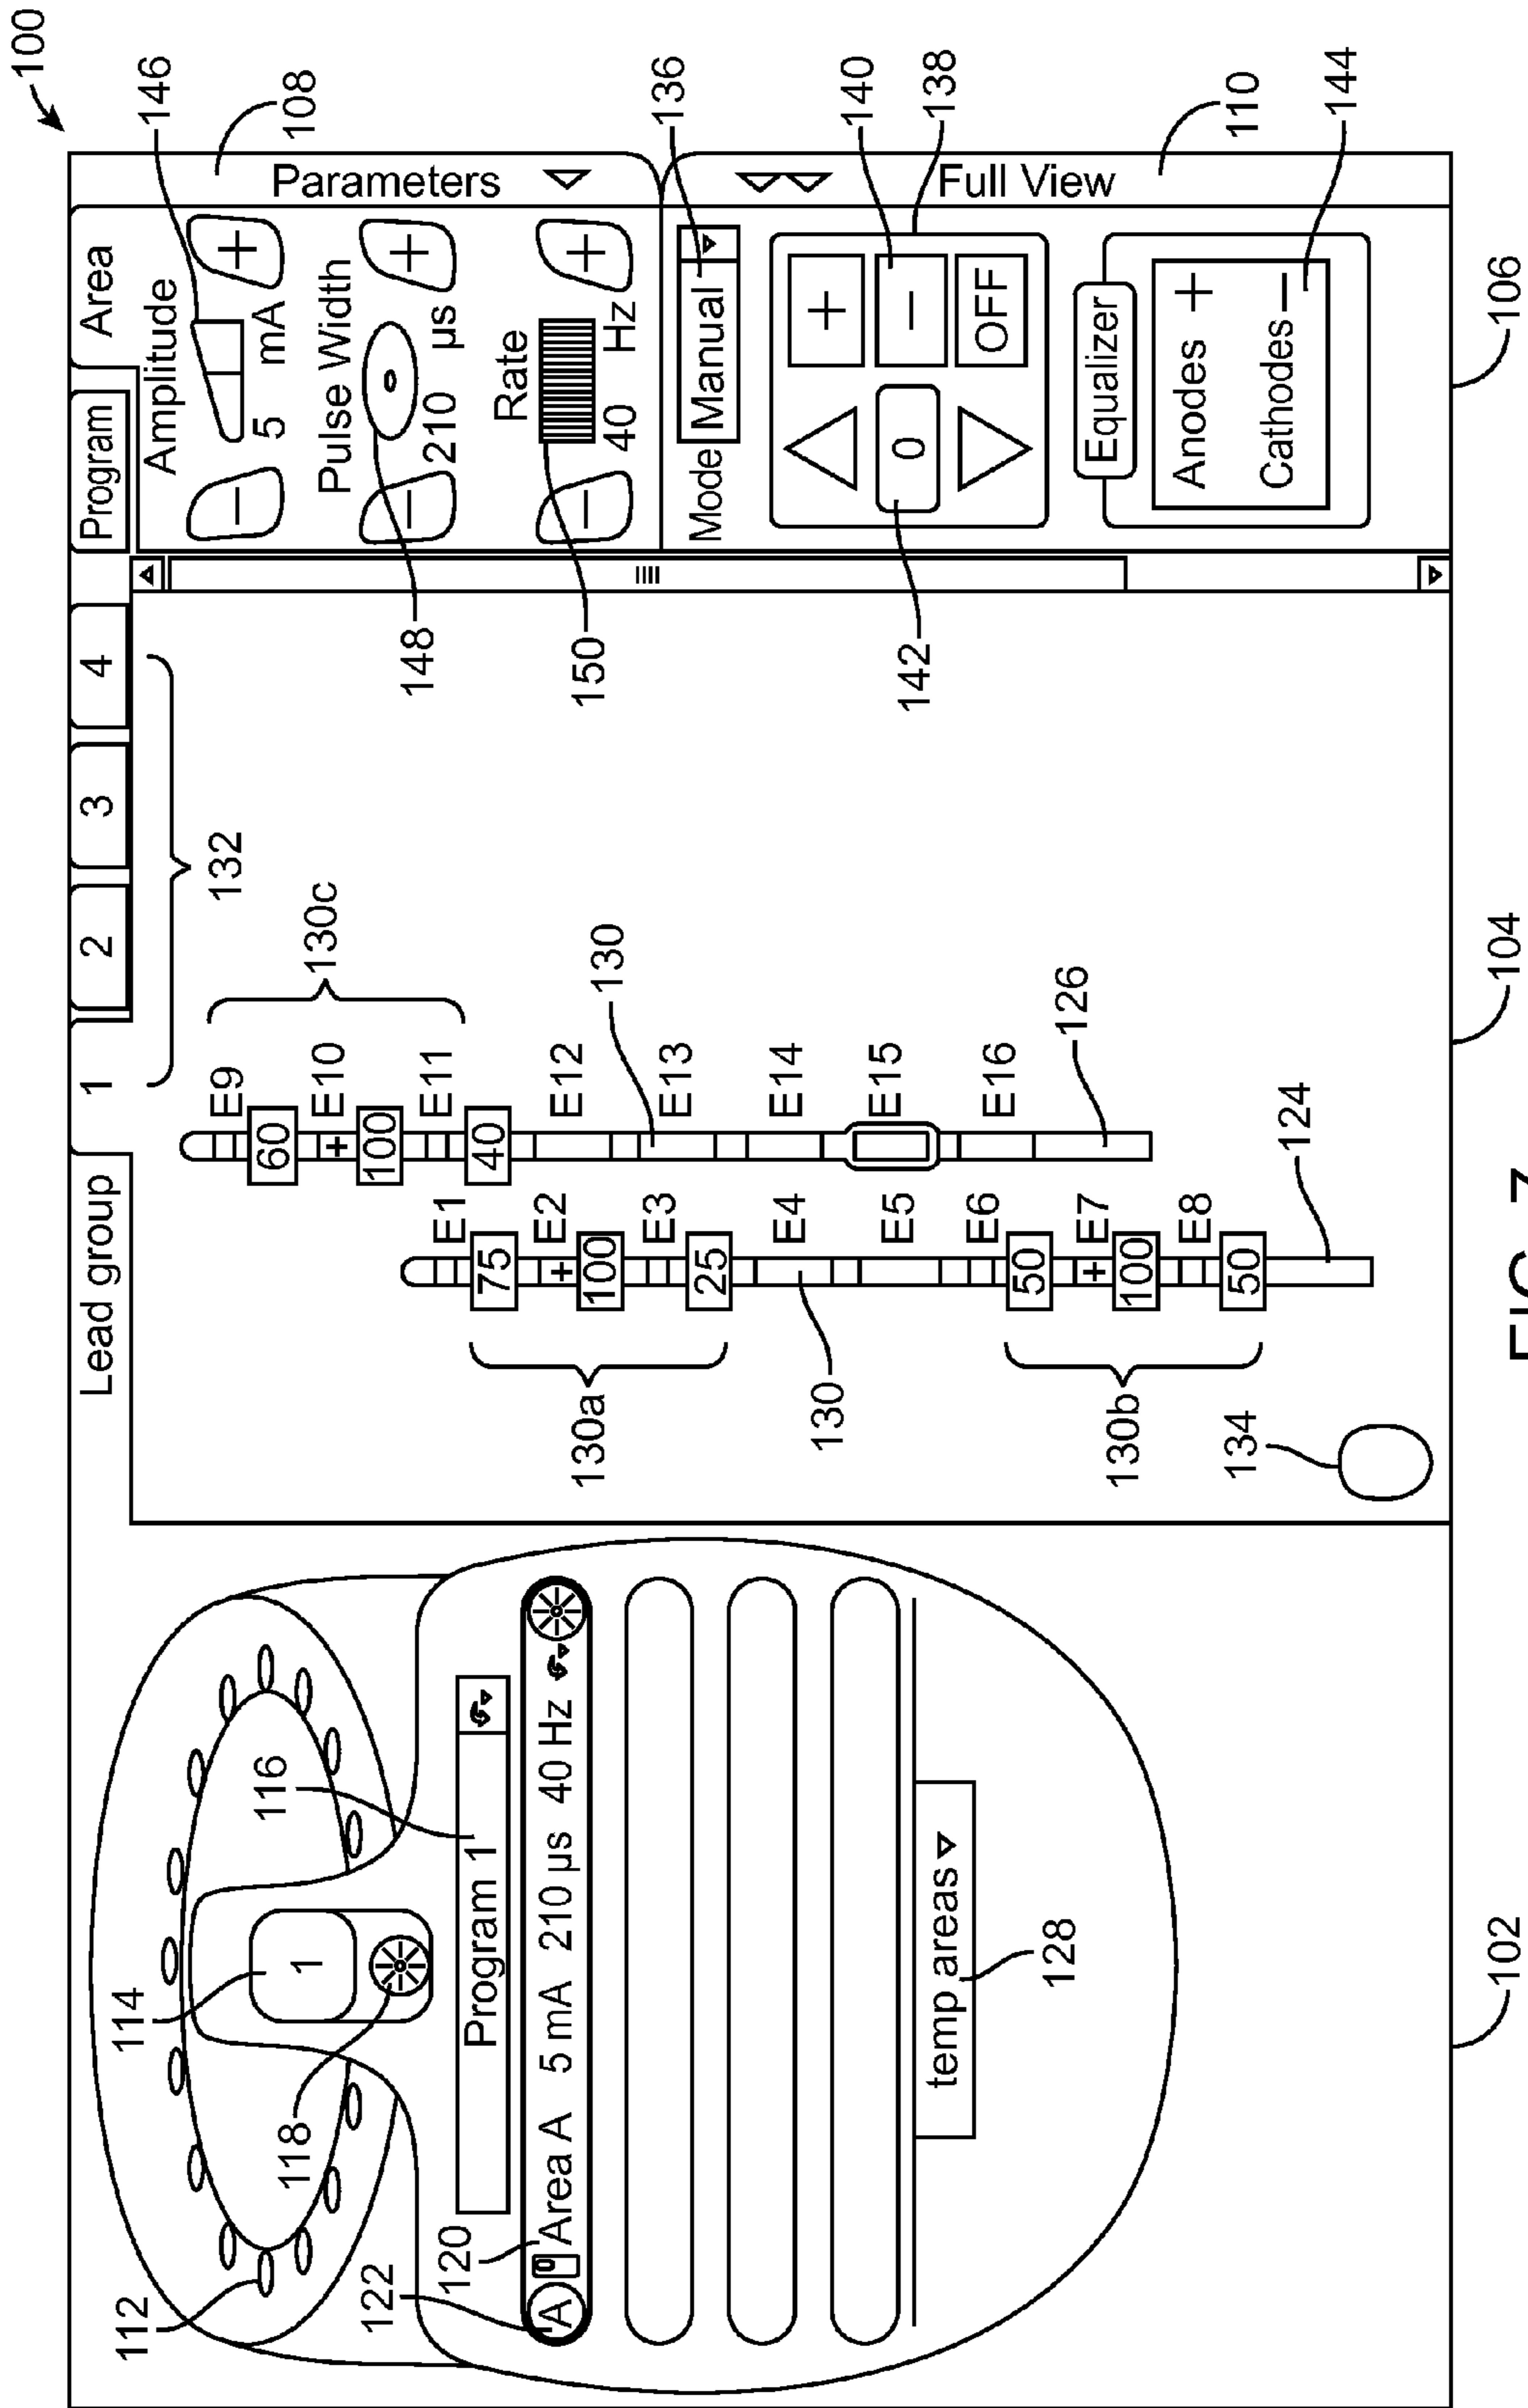 100
Lead group
1
2
3
4
Program
Area
146
108
112
114
116
118
122
120
1
Program 1
A
Area A 5 mA 210 µs 40 Hz
temp areas
128
132
E9
60
130c
+
E10
100
E11
40
E12
130
E13
E14
E15
E16
126
E1
75
130a
+
E2
100
E3
25
E4
130
E5
E6
50
130b
+
E7
100
E8
50
124
134
Amplitude
−
+
5 mA
Pulse Width
−
+
210 µs
148
Rate
−
+
40 Hz
150
Parameters
Mode Manual
136
+
140
0
−
138
142
OFF
Full View
Equalizer
Anodes +
Cathodes −
110
144
102
104
106